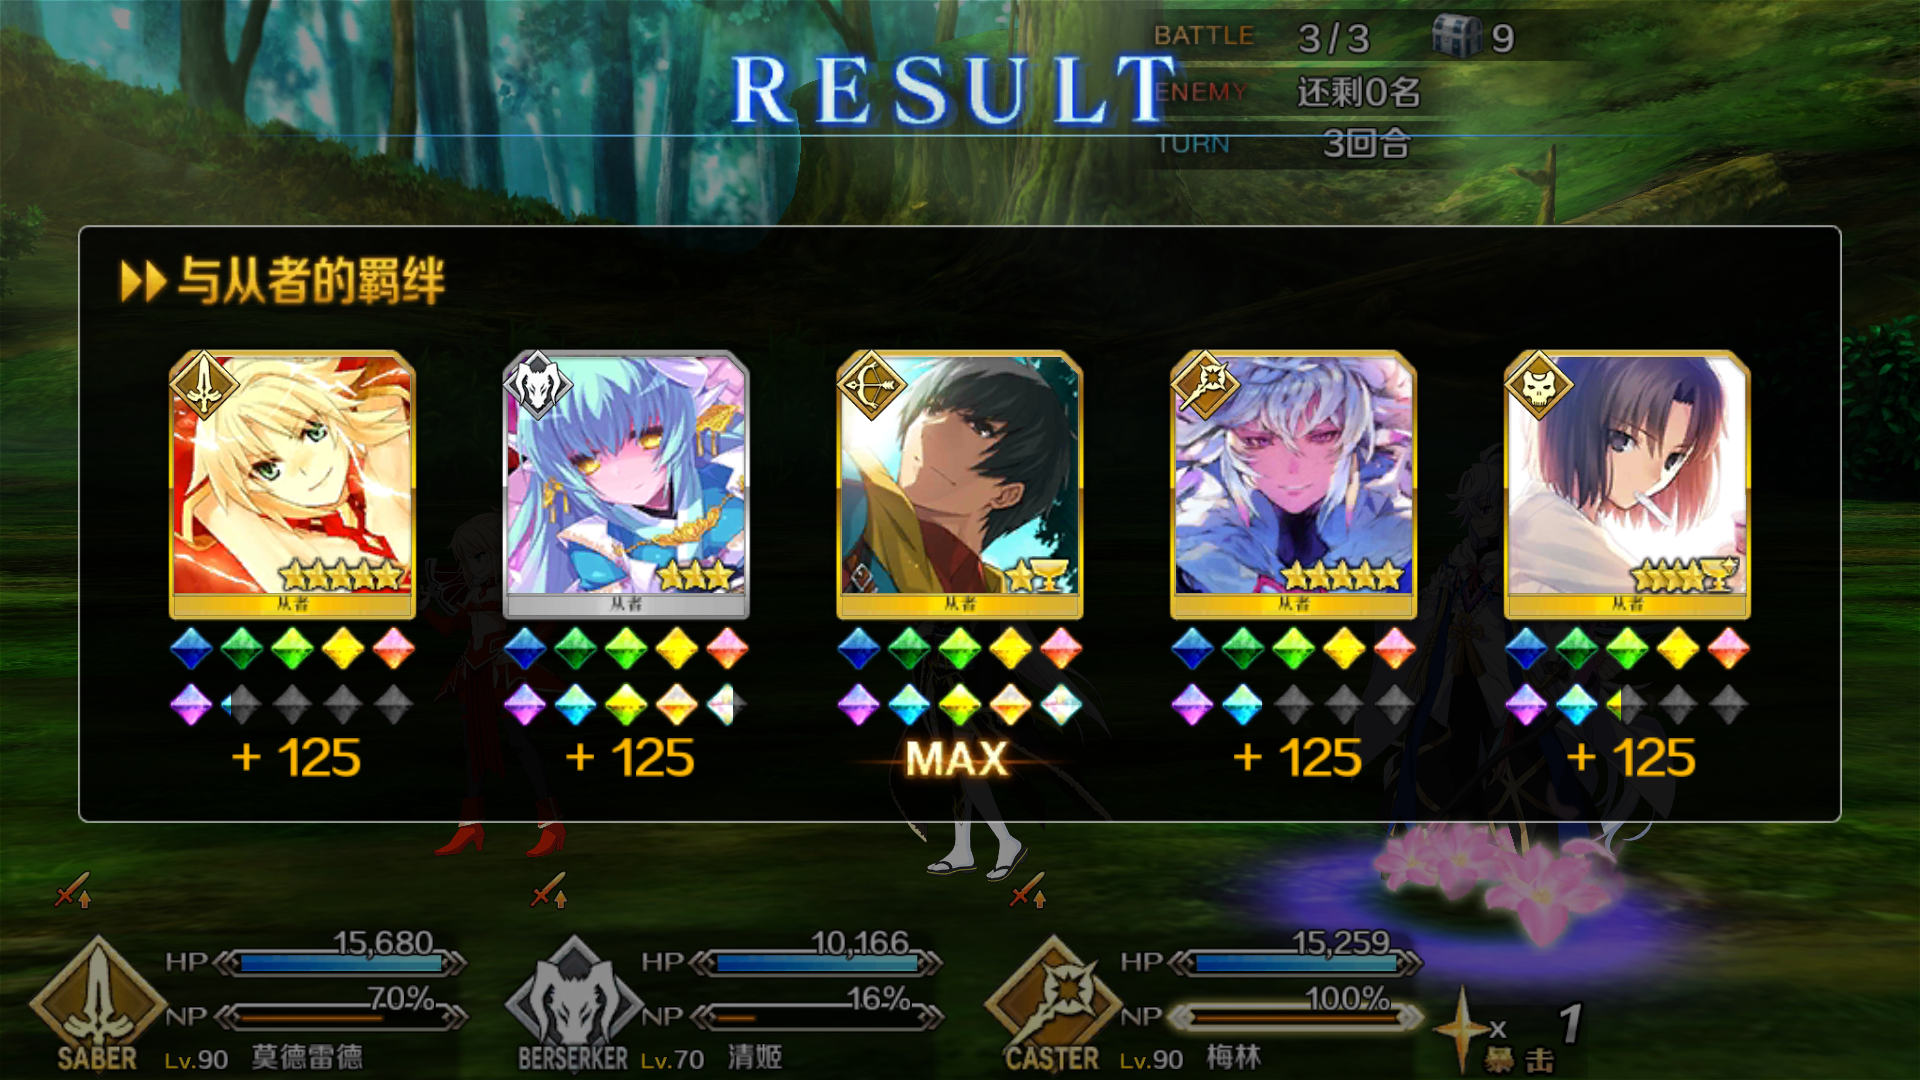 BATTLE 3/3 9
RESULT
ENEMY 还剩0名
TURN 3回合
与从者的羁绊
从者 从者 从者 从者 从者
+ 125 + 125 MAX + 125 + 125
HP 15,680 HP 10,166 HP 15,259
NP 70% NP 16% NP 100%
x 1
暴击
SABER Lv.90 莫德雷德 BERSERKER Lv.70 清姬 CASTER Lv.90 梅林